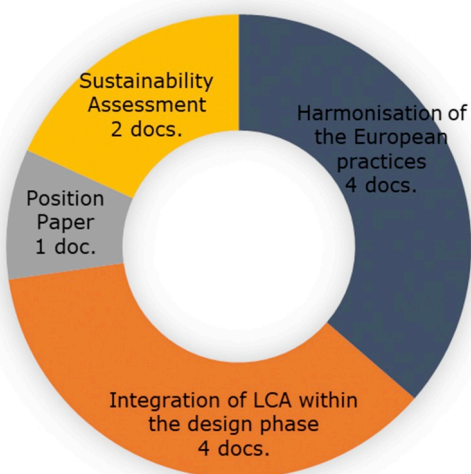 Sustainability
Assessment
2 docs.
Harmonisation of
the European
practices
4 docs.
Position
Paper
1 doc.
Integration of LCA within
the design phase
4 docs.